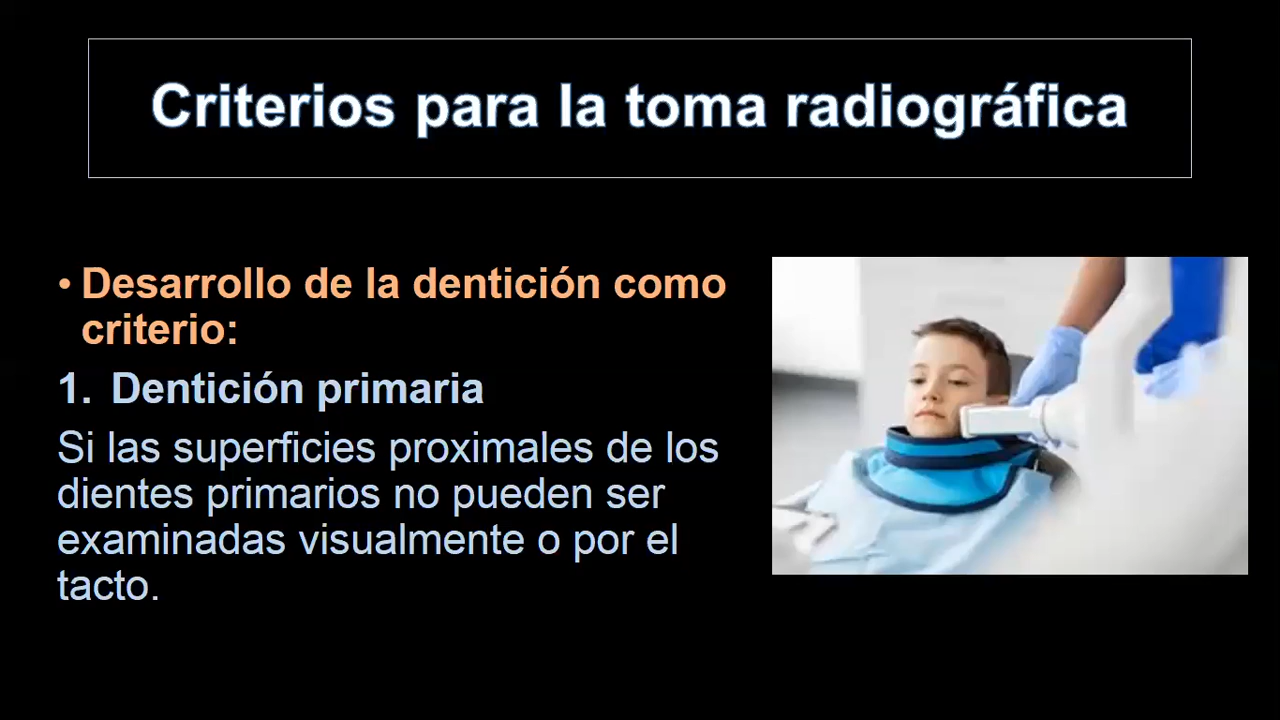 Criterios para la toma radiográfica
• Desarrollo de la dentición como
criterio:
1. Dentición primaria
Si las superficies proximales de los
dientes primarios no pueden ser
examinadas visualmente o por el
tacto.